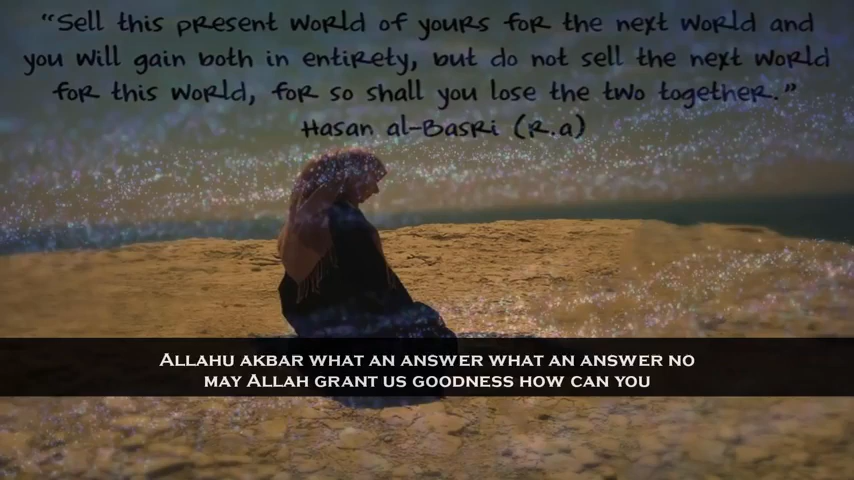 "Sell this present world of yours for the next world and
you will gain both in entirety, but do not sell the next world
for this world, for so shall you lose the two together."
Hasan al-Basri (R.a)
Allahu akbar what an answer what an answer no
may Allah grant us goodness how can you